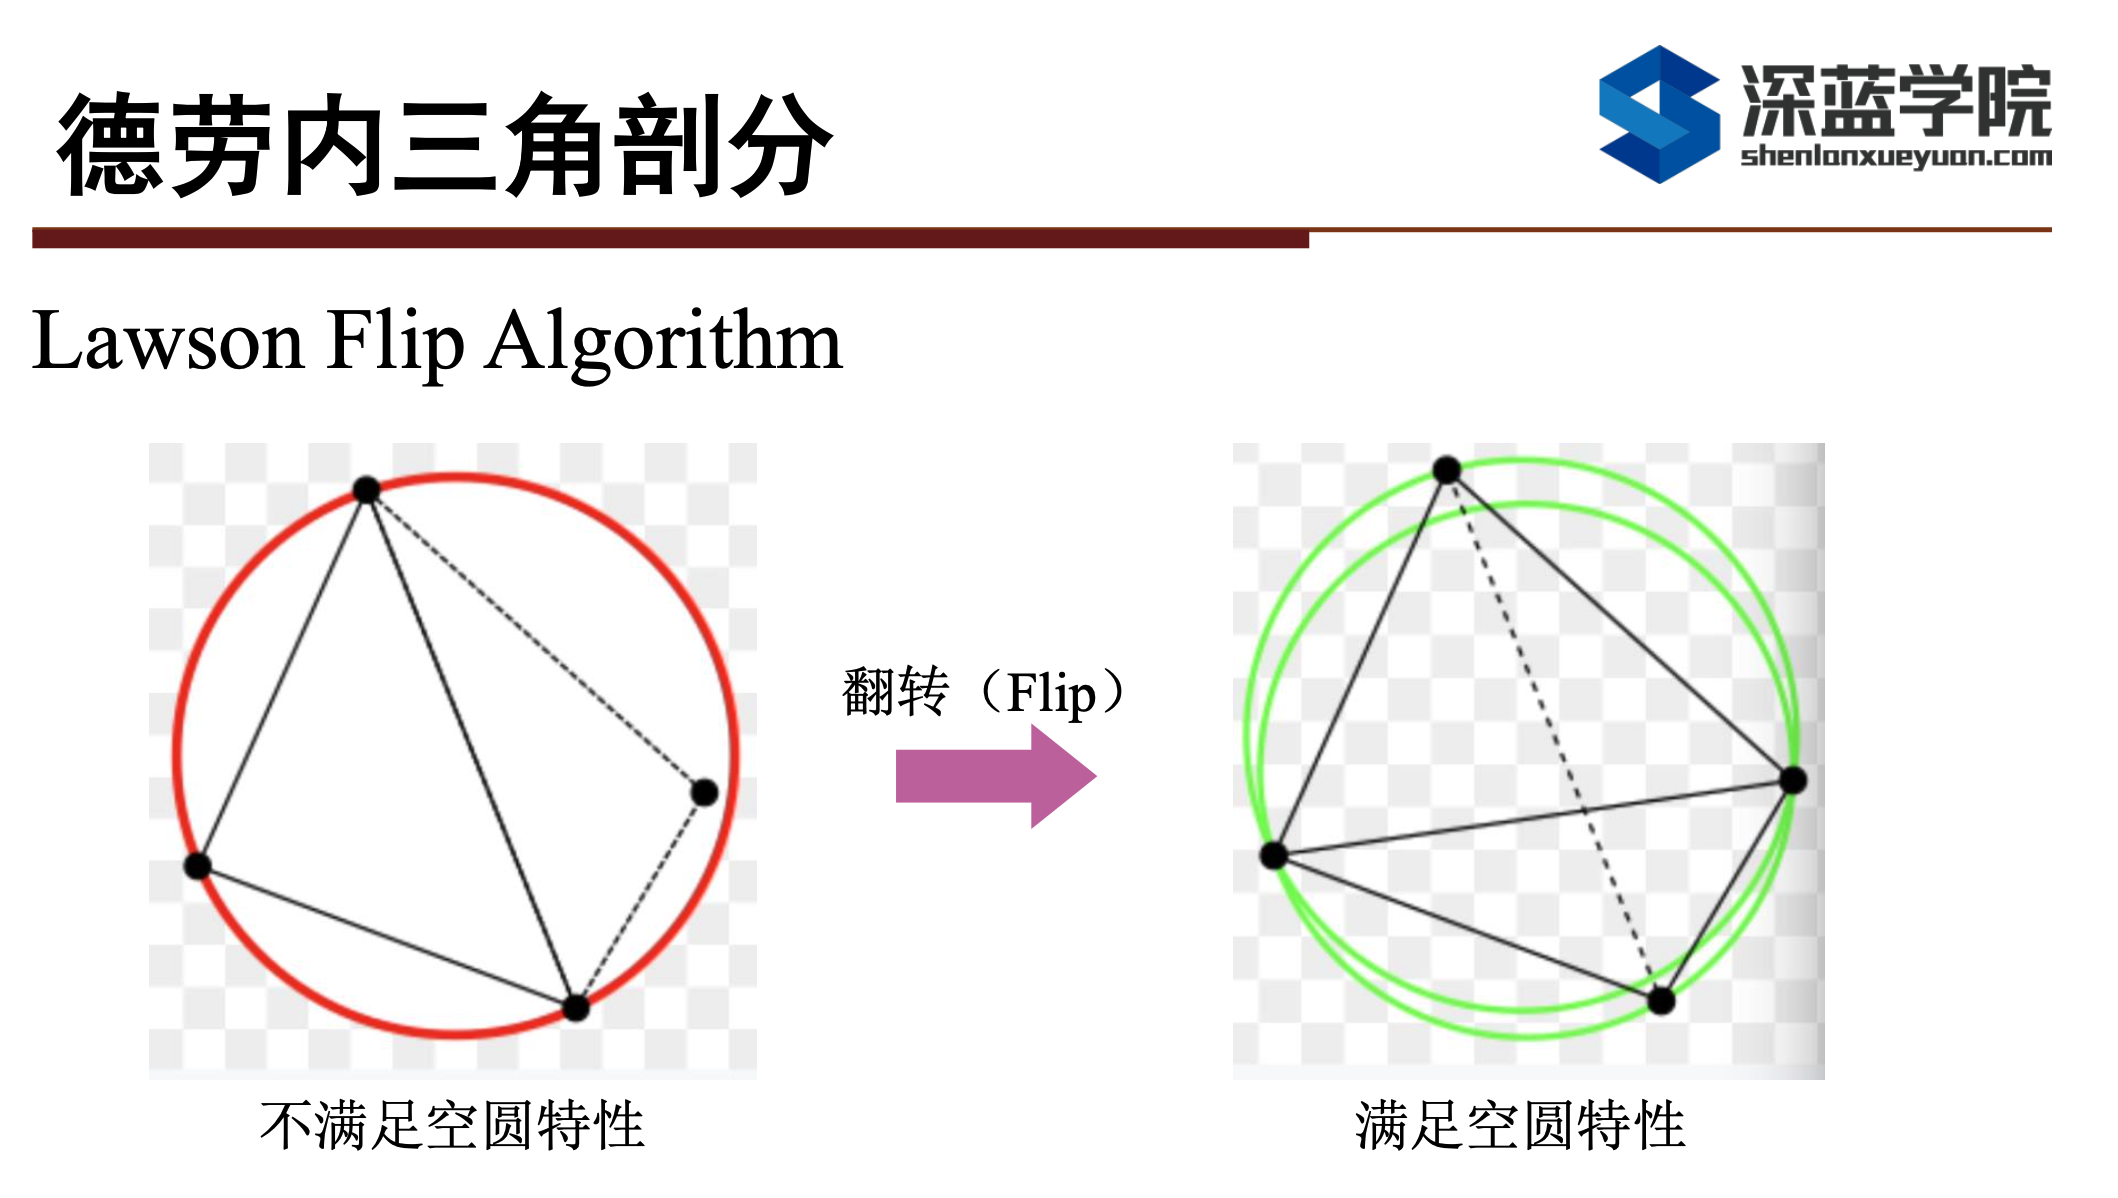 德劳内三角剖分
深蓝学院
shenlanxueyuan.com
Lawson Flip Algorithm
翻转（Flip）
不满足空圆特性
满足空圆特性